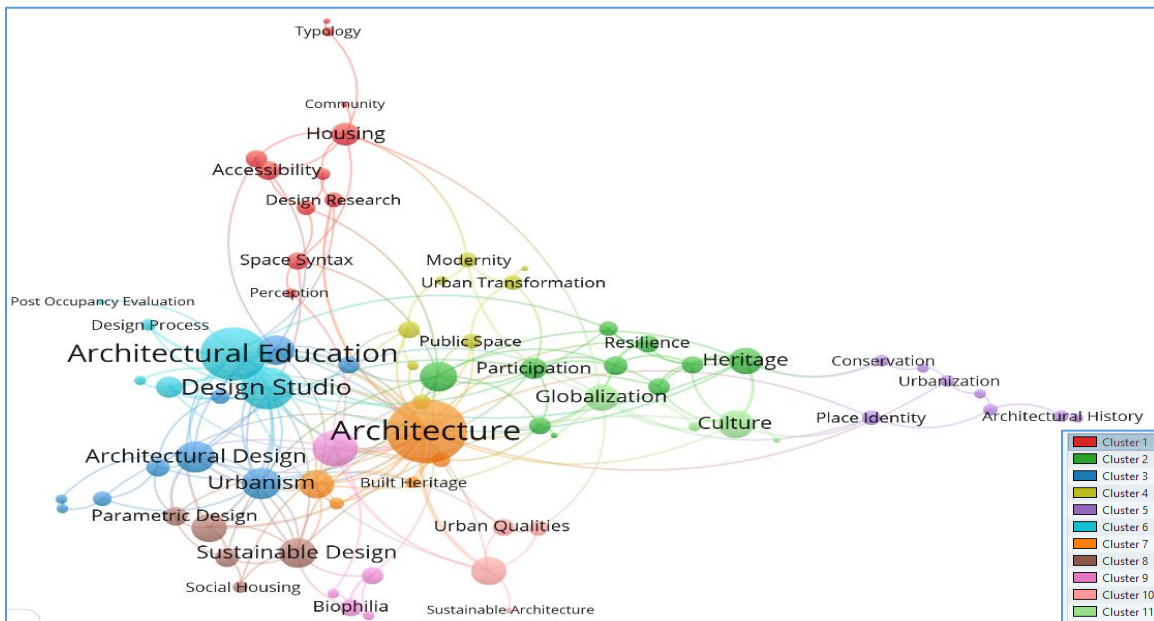 Typology
Community
Housing
Accessibility
Design Research
Space Syntax
Modernity
Urban Transformation
Perception
Post Occupancy Evaluation
Design Process
Public Space
Resilience
Architectural Education
Heritage
Conservation
Participation
Urbanization
Design Studio
Globalization
Place Identity
Architectural History
Culture
Architecture
Architectural Design
Urbanism
Built Heritage
Parametric Design
Urban Qualities
Sustainable Design
Social Housing
Biophilia
Sustainable Architecture
Cluster 1
Cluster 2
Cluster 3
Cluster 4
Cluster 5
Cluster 6
Cluster 7
Cluster 8
Cluster 9
Cluster 10
Cluster 11